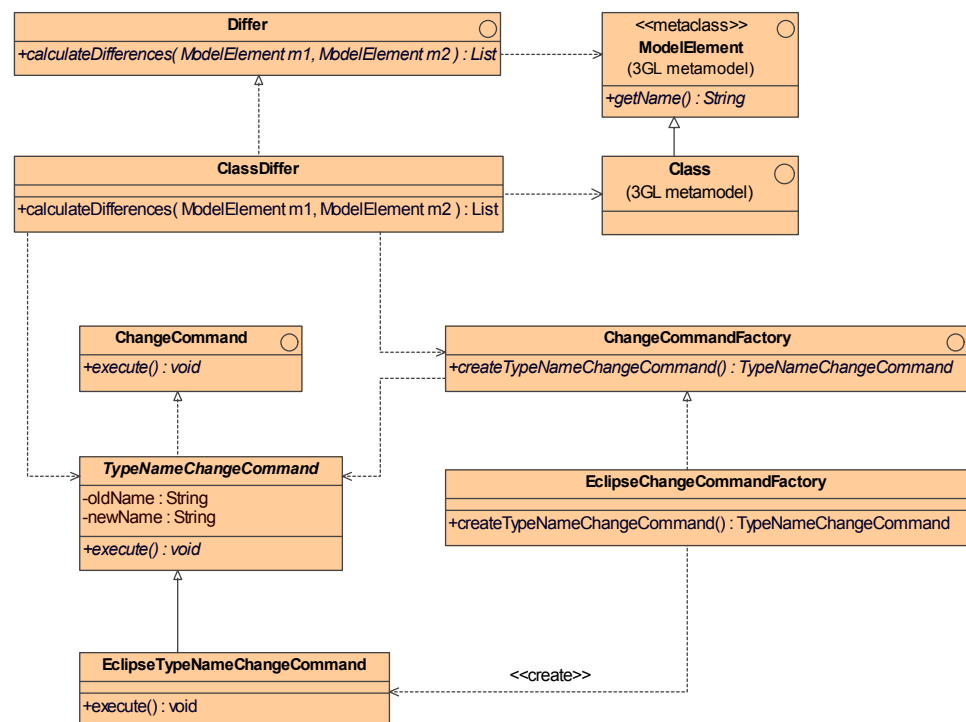 Differ
+calculateDifferences( ModelElement m1, ModelElement m2 ) : List
<<metaclass>>
ModelElement
(3GL metamodel)
+getName() : String
ClassDiffer
+calculateDifferences( ModelElement m1, ModelElement m2 ) : List
Class
(3GL metamodel)
ChangeCommand
+execute() : void
ChangeCommandFactory
+createTypeNameChangeCommand() : TypeNameChangeCommand
TypeNameChangeCommand
-oldName : String
-newName : String
+execute() : void
EclipseChangeCommandFactory
+createTypeNameChangeCommand() : TypeNameChangeCommand
EclipseTypeNameChangeCommand
+execute() : void
<<create>>